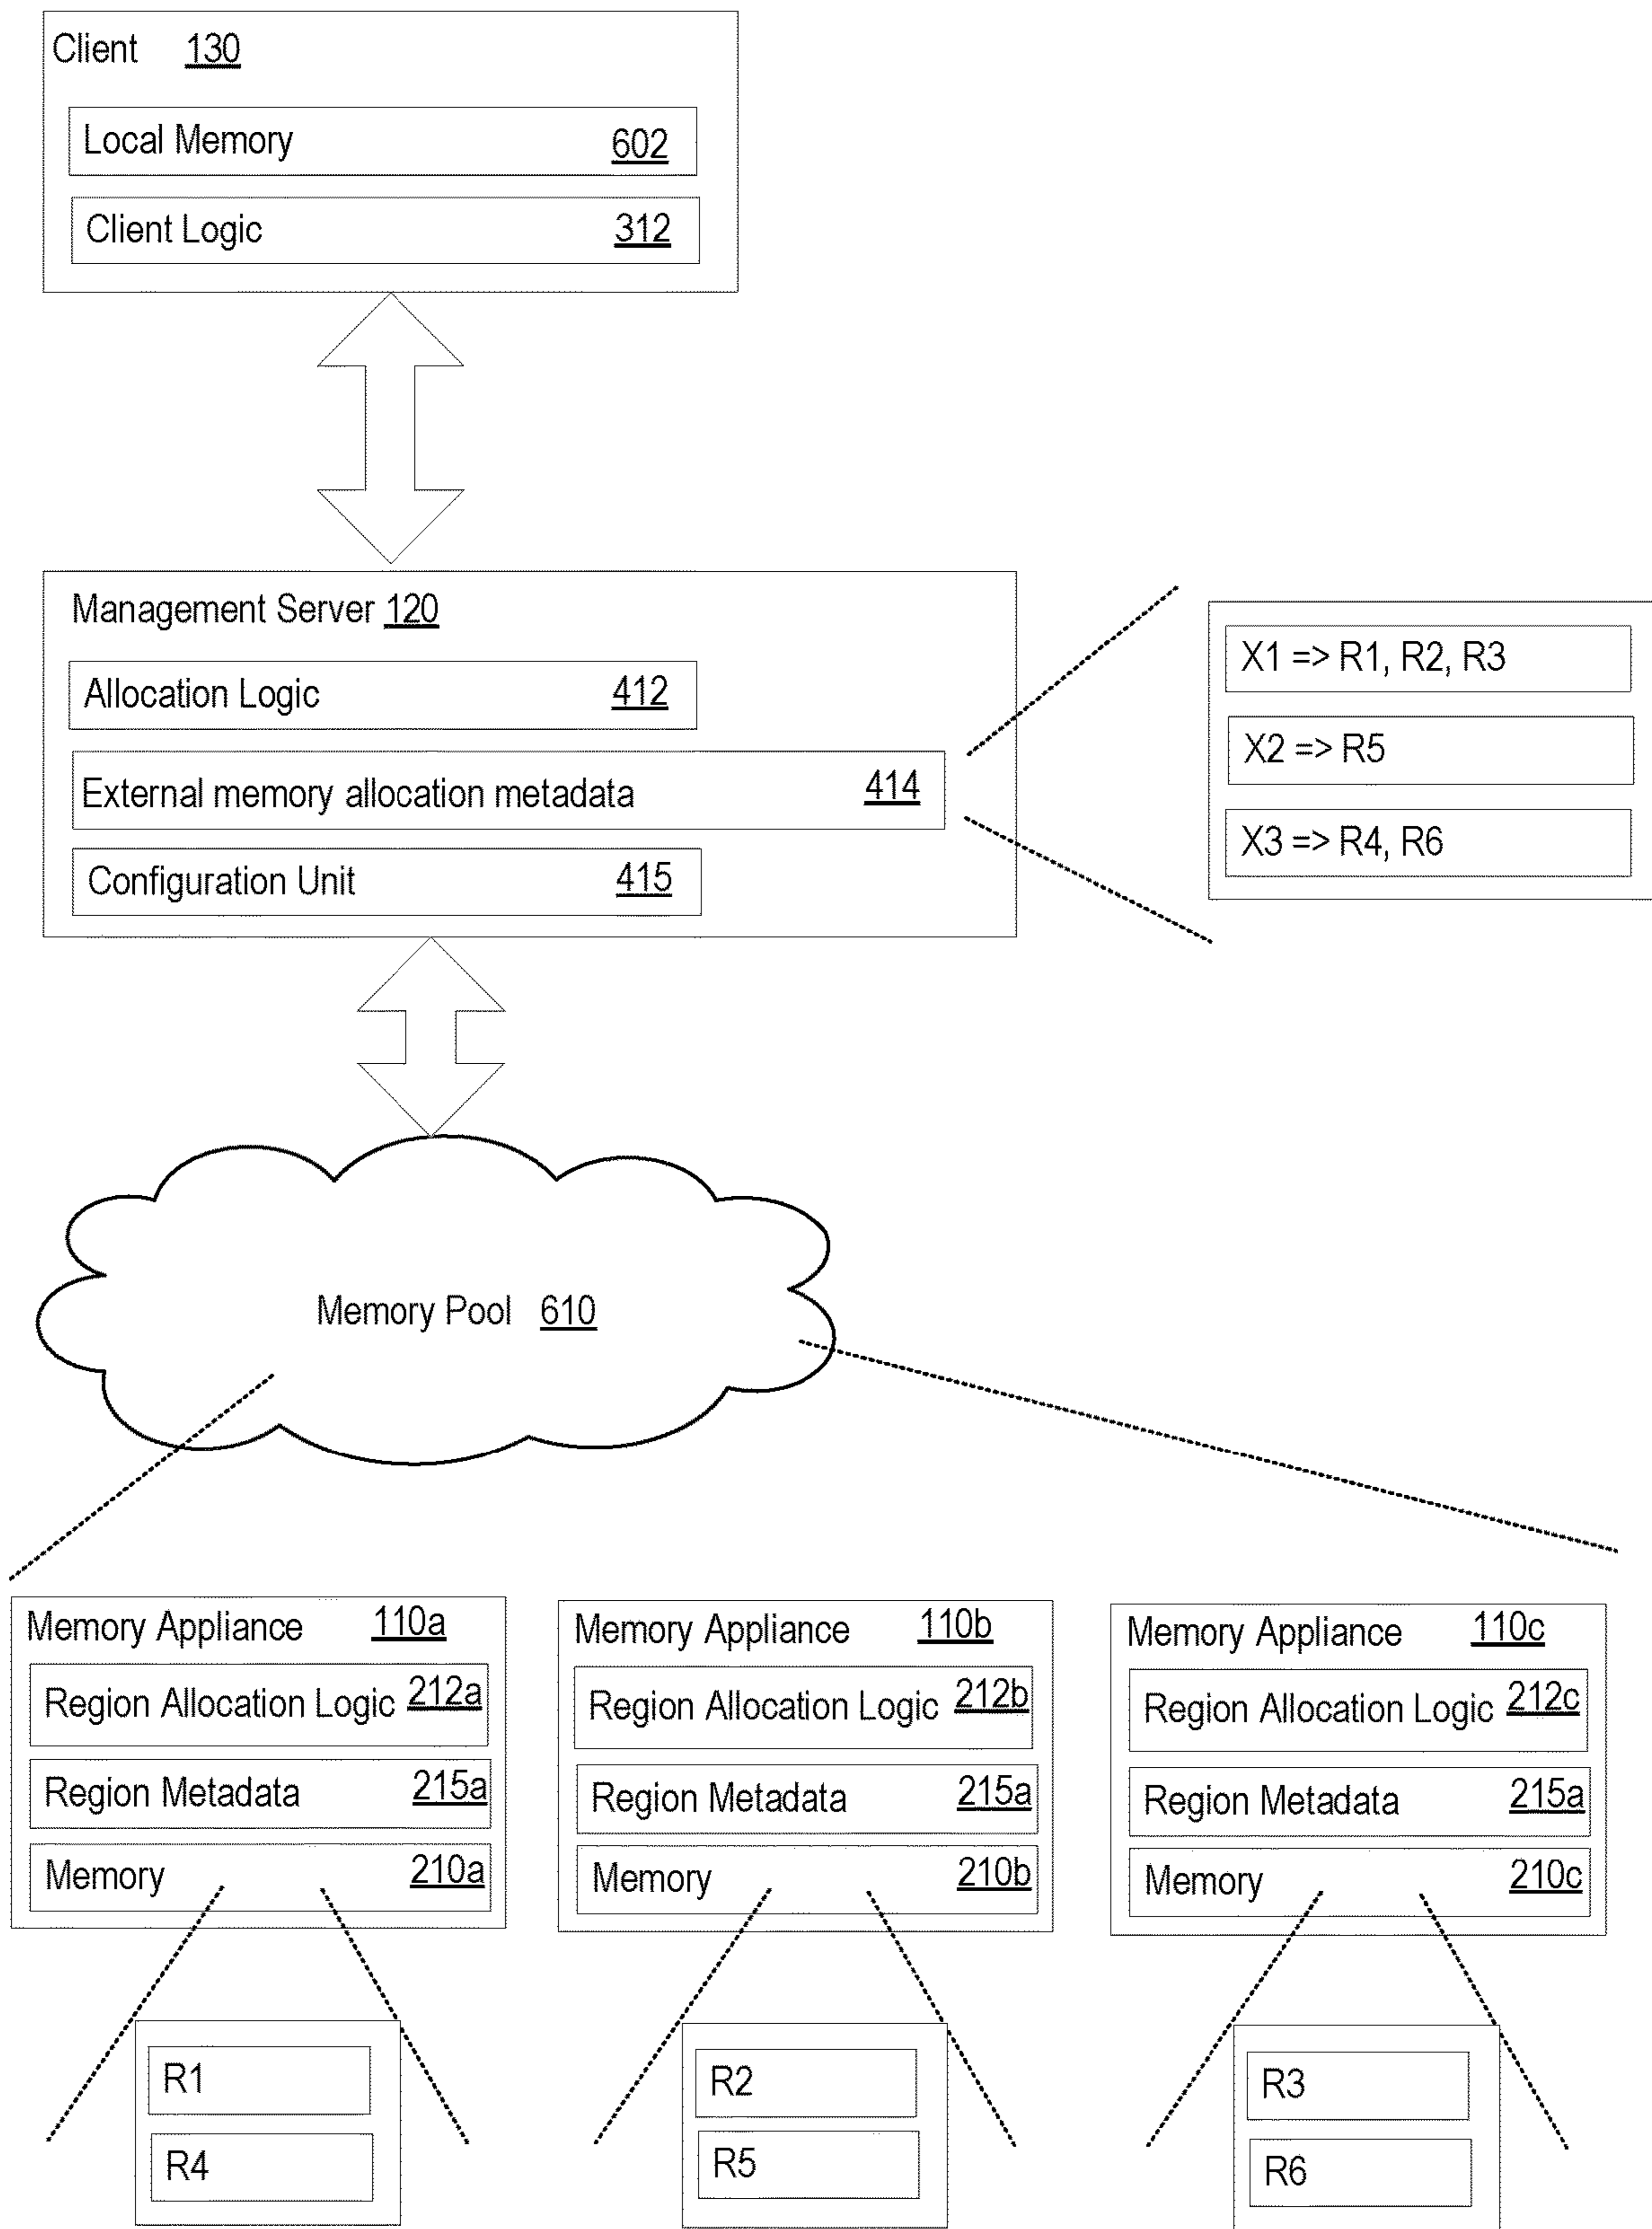 Client 130
Local Memory 602
Client Logic 312
Management Server 120
Allocation Logic 412
External memory allocation metadata 414
Configuration Unit 415
X1 => R1, R2, R3
X2 => R5
X3 => R4, R6
Memory Pool 610
Memory Appliance 110a
Region Allocation Logic 212a
Region Metadata 215a
Memory 210a
R1
R4
Memory Appliance 110b
Region Allocation Logic 212b
Region Metadata 215a
Memory 210b
R2
R5
Memory Appliance 110c
Region Allocation Logic 212c
Region Metadata 215a
Memory 210c
R3
R6